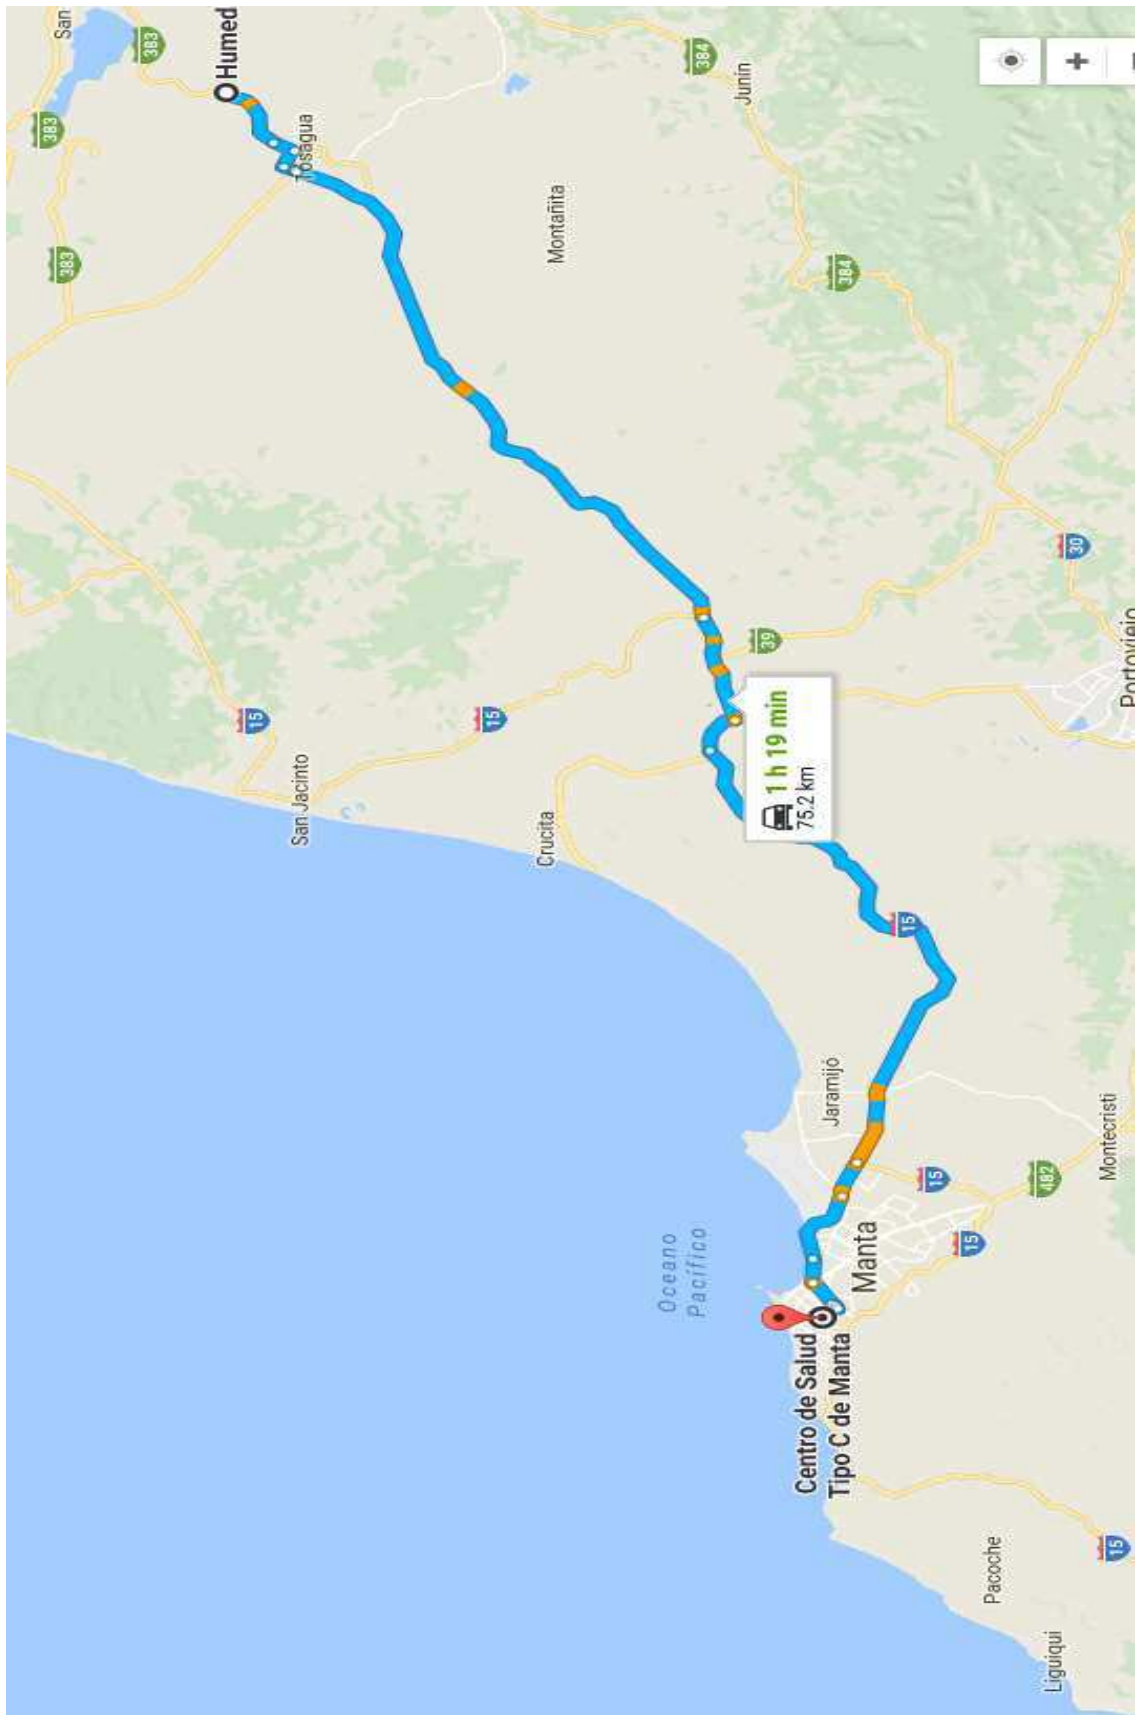 383
San
383
383
Humed
15
San Jacinto
Tosagua
15
Crucita
Montañita
Oceano
Pacífico
384
Junín
39
1 h 19 min
75.2 km
Centro de Salud
Tipo C de Manta
Jaramijó
384
Manta
15
15
15
Pacoche
482
Liguiqui
30
Montecristi
15
Portoviejo